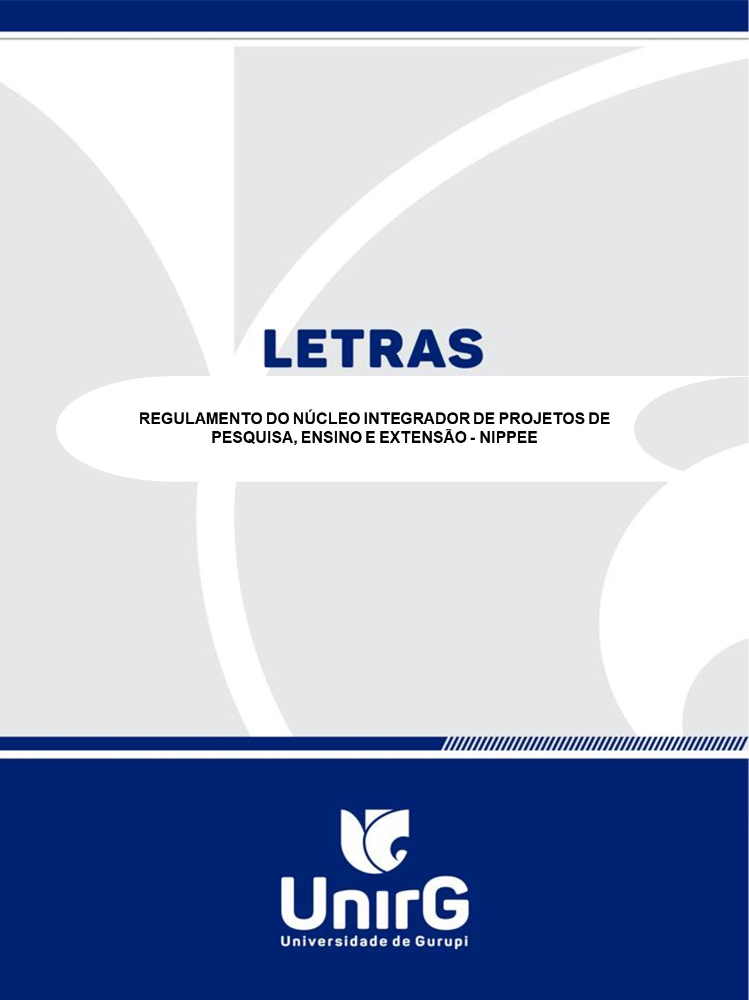 LETRAS
REGULAMENTO DO NÚCLEO INTEGRADOR DE PROJETOS DE
PESQUISA, ENSINO E EXTENSÃO - NIPPEE
UnirG
Universidade de Gurupi